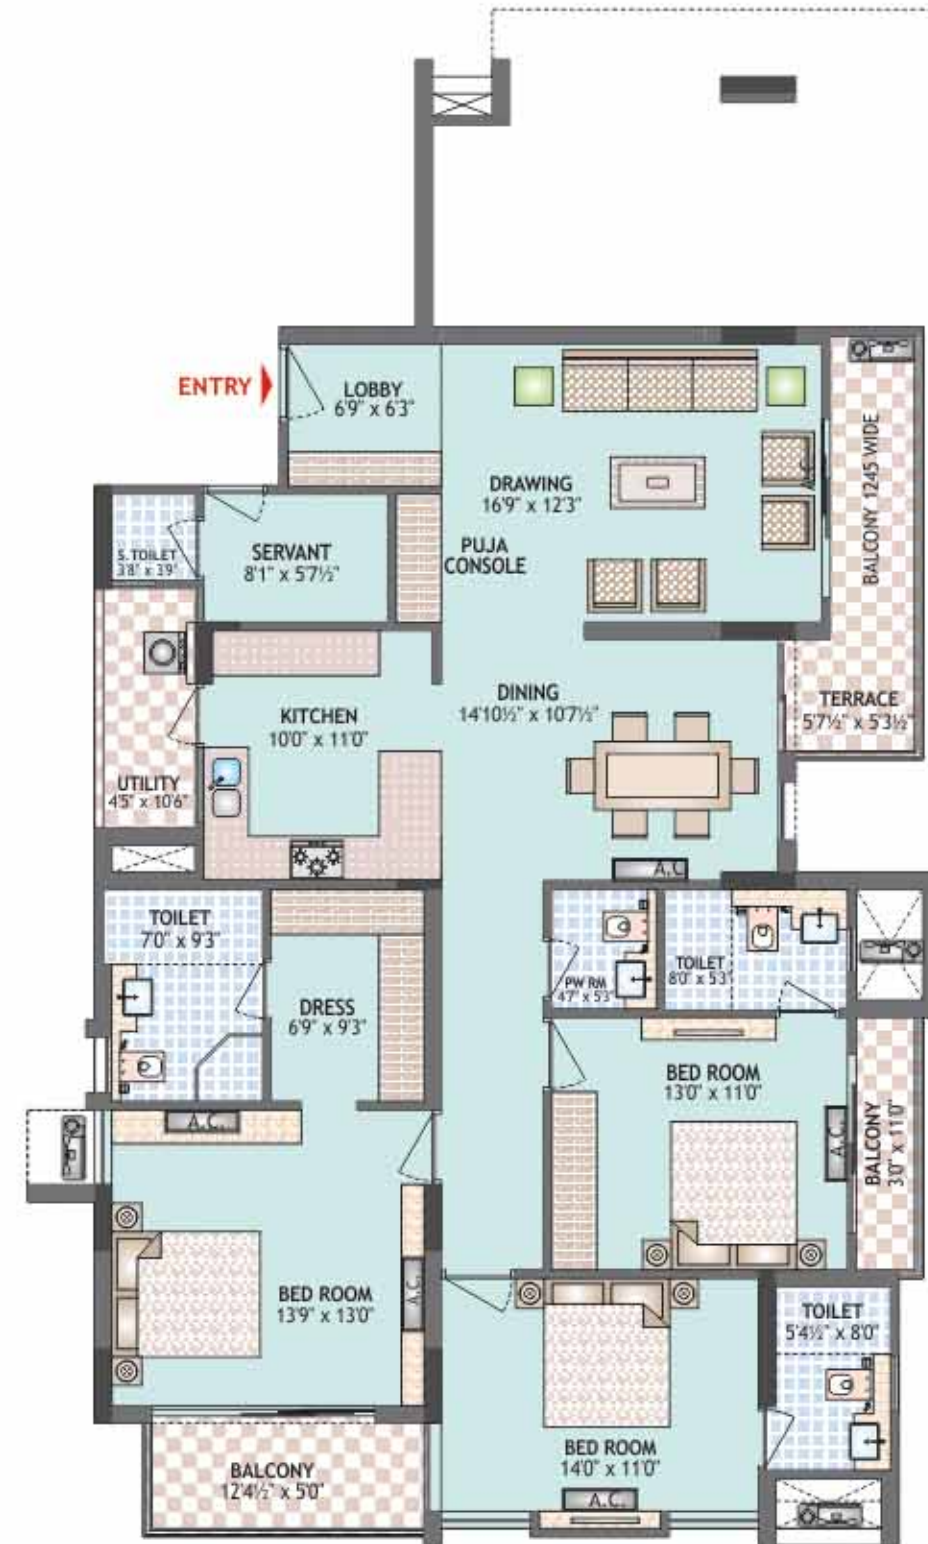 ENTRY
LOBBY
6'9" x 6'3"
DRAWING
16'9" x 12'3"
BALCONY 1245 WIDE
S.TOILET
3'8" x 3'9"
SERVANT
8'1" x 5'7½"
PUJA
CONSOLE
KITCHEN
10'0" x 11'0"
DINING
14'10½" x 10'7½"
TERRACE
5'7½" x 5'3½"
UTILITY
4'5" x 10'6"
A.C
TOILET
7'0" x 9'3"
DRESS
6'9" x 9'3"
PW RM
4'7" x 5'3"
TOILET
8'0" x 5'3"
BED ROOM
13'0" x 11'0"
A.C.
BALCONY
3'0" x 11'0"
A.C.
BED ROOM
13'9" x 13'0"
A.C.
TOILET
5'4½" x 8'0"
BED ROOM
14'0" x 11'0"
A.C.
BALCONY
12'4½" x 5'0"